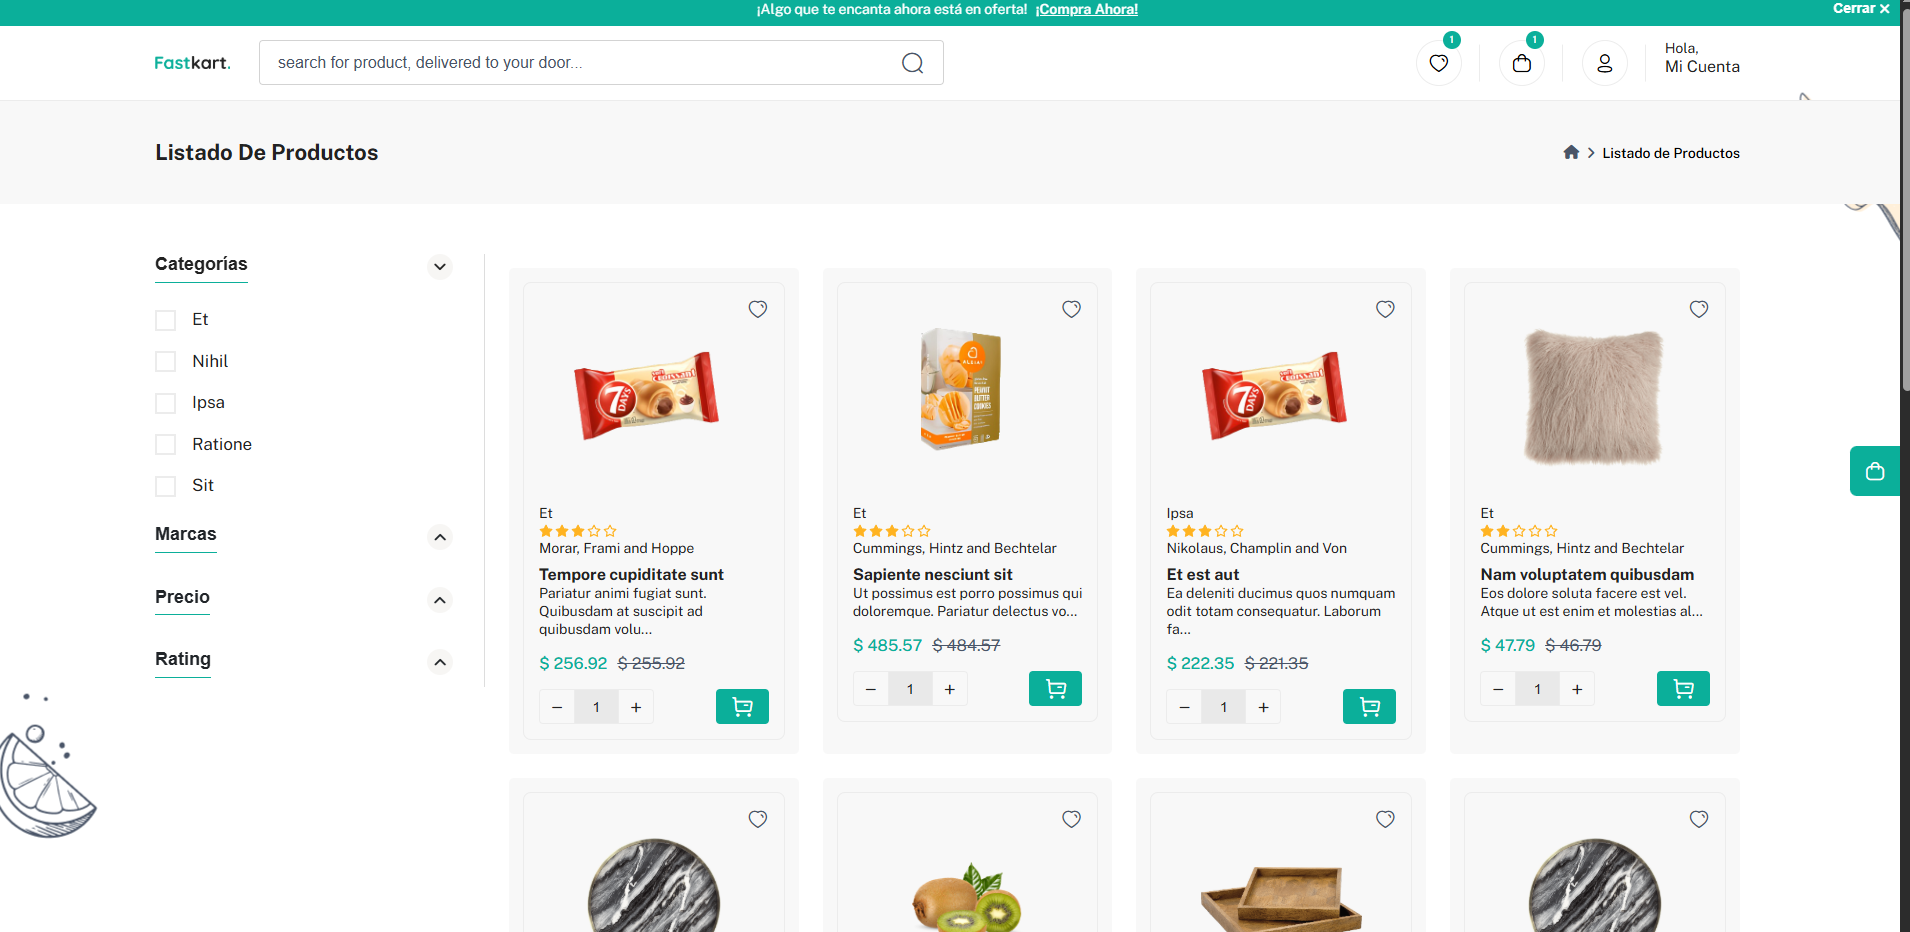 ¡Algo que te encanta ahora está en oferta! ¡Compra Ahora!
Cerrar ✕
Fastkart.
search for product, delivered to your door...
1
1
Hola,
Mi Cuenta
Listado De Productos
Listado de Productos
Categorías
Et
Nihil
Ipsa
Ratione
Sit
Marcas
Precio
Rating
7 DAYS
Et
Morar, Frami and Hoppe
Tempore cupiditate sunt
Pariatur animi fugiat sunt.
Quibusdam at suscipit ad
quibusdam volu...
$ 256.92 $ 255.92
− 1 +
PEANUT
BUTTER
COOKIES
Et
Cummings, Hintz and Bechtelar
Sapiente nesciunt sit
Ut possimus est porro possimus qui
doloremque. Pariatur delectus vo...
$ 485.57 $ 484.57
− 1 +
7 DAYS
Ipsa
Nikolaus, Champlin and Von
Et est aut
Ea deleniti ducimus quos numquam
odit totam consequatur. Laborum
fa...
$ 222.35 $ 221.35
− 1 +
Et
Cummings, Hintz and Bechtelar
Nam voluptatem quibusdam
Eos dolore soluta facere est vel.
Atque ut est enim et molestias al...
$ 47.79 $ 46.79
− 1 +